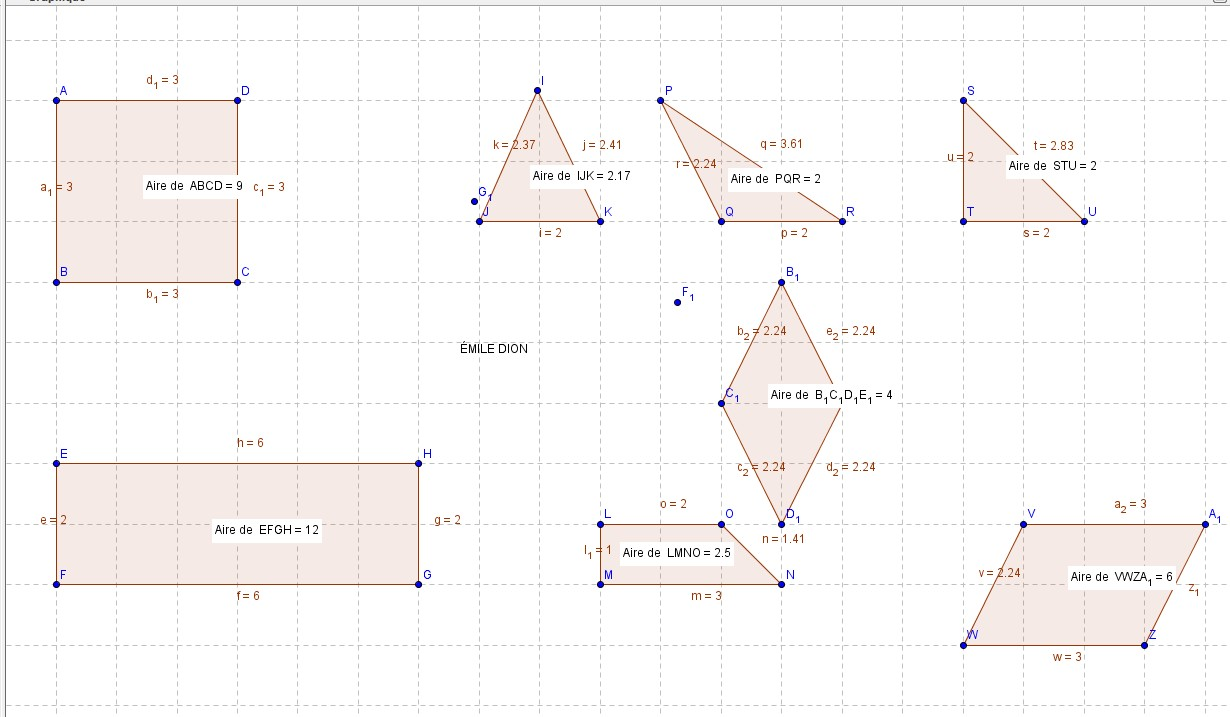 d₁ = 3
A
D
a₁ = 3
Aire de ABCD = 9
c₁ = 3
B
C
b₁ = 3
I
k = 2.37
j = 2.41
Aire de IJK = 2.17
G₁
J
K
i = 2
P
q = 3.61
r = 2.24
Aire de PQR = 2
Q
R
p = 2
S
t = 2.83
u = 2
Aire de STU = 2
T
U
s = 2
F₁
B₁
b₂ = 2.24
e₂ = 2.24
ÉMILE DION
C₁
Aire de B₁C₁D₁E₁ = 4
c₂ = 2.24
d₂ = 2.24
D₁
h = 6
E
H
e = 2
Aire de EFGH = 12
g = 2
F
G
f = 6
o = 2
L
O
n = 1.41
l₁ = 1
Aire de LMNO = 2.5
M
N
m = 3
a₂ = 3
V
A₁
v = 2.24
Aire de VWZA₁ = 6
z₁
W
Z
w = 3